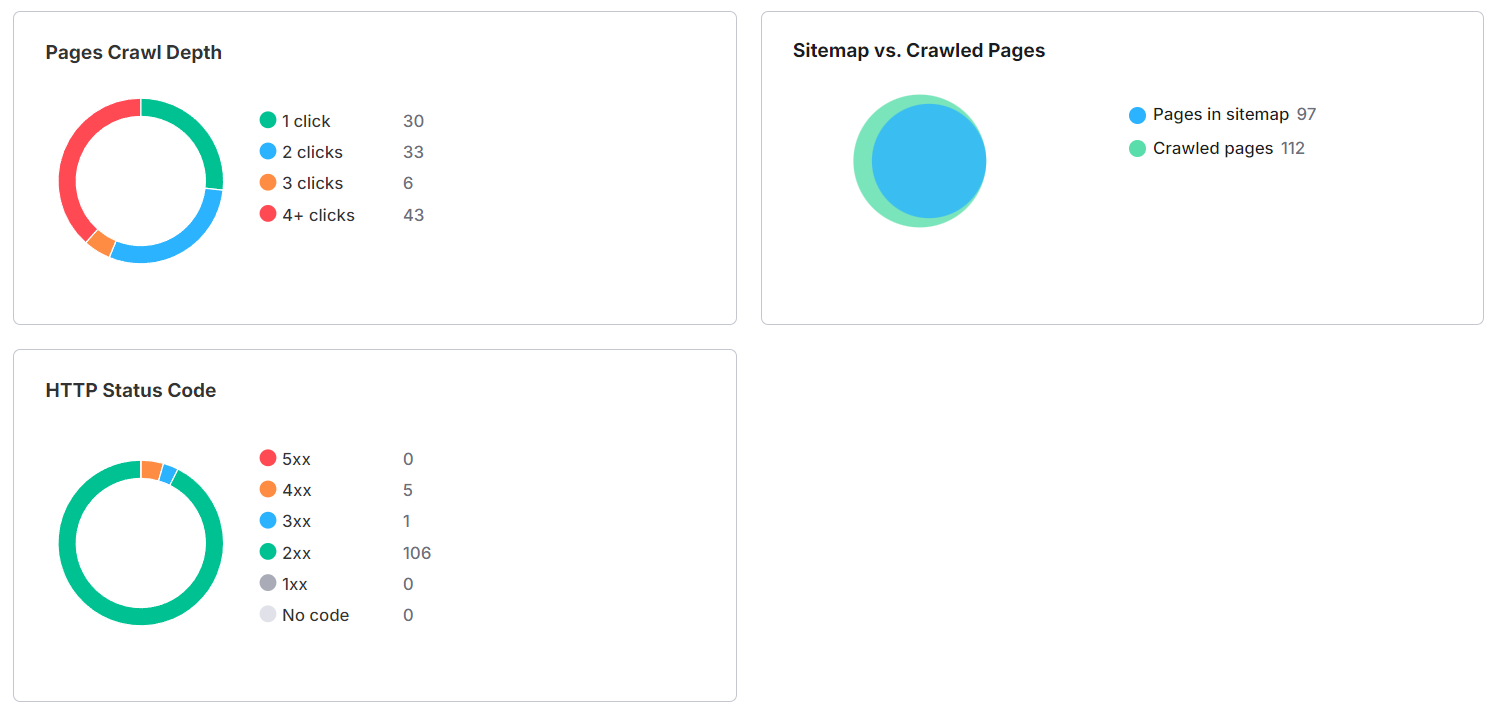 Pages Crawl Depth
1 click 30
2 clicks 33
3 clicks 6
4+ clicks 43
Sitemap vs. Crawled Pages
Pages in sitemap 97
Crawled pages 112
HTTP Status Code
5xx 0
4xx 5
3xx 1
2xx 106
1xx 0
No code 0